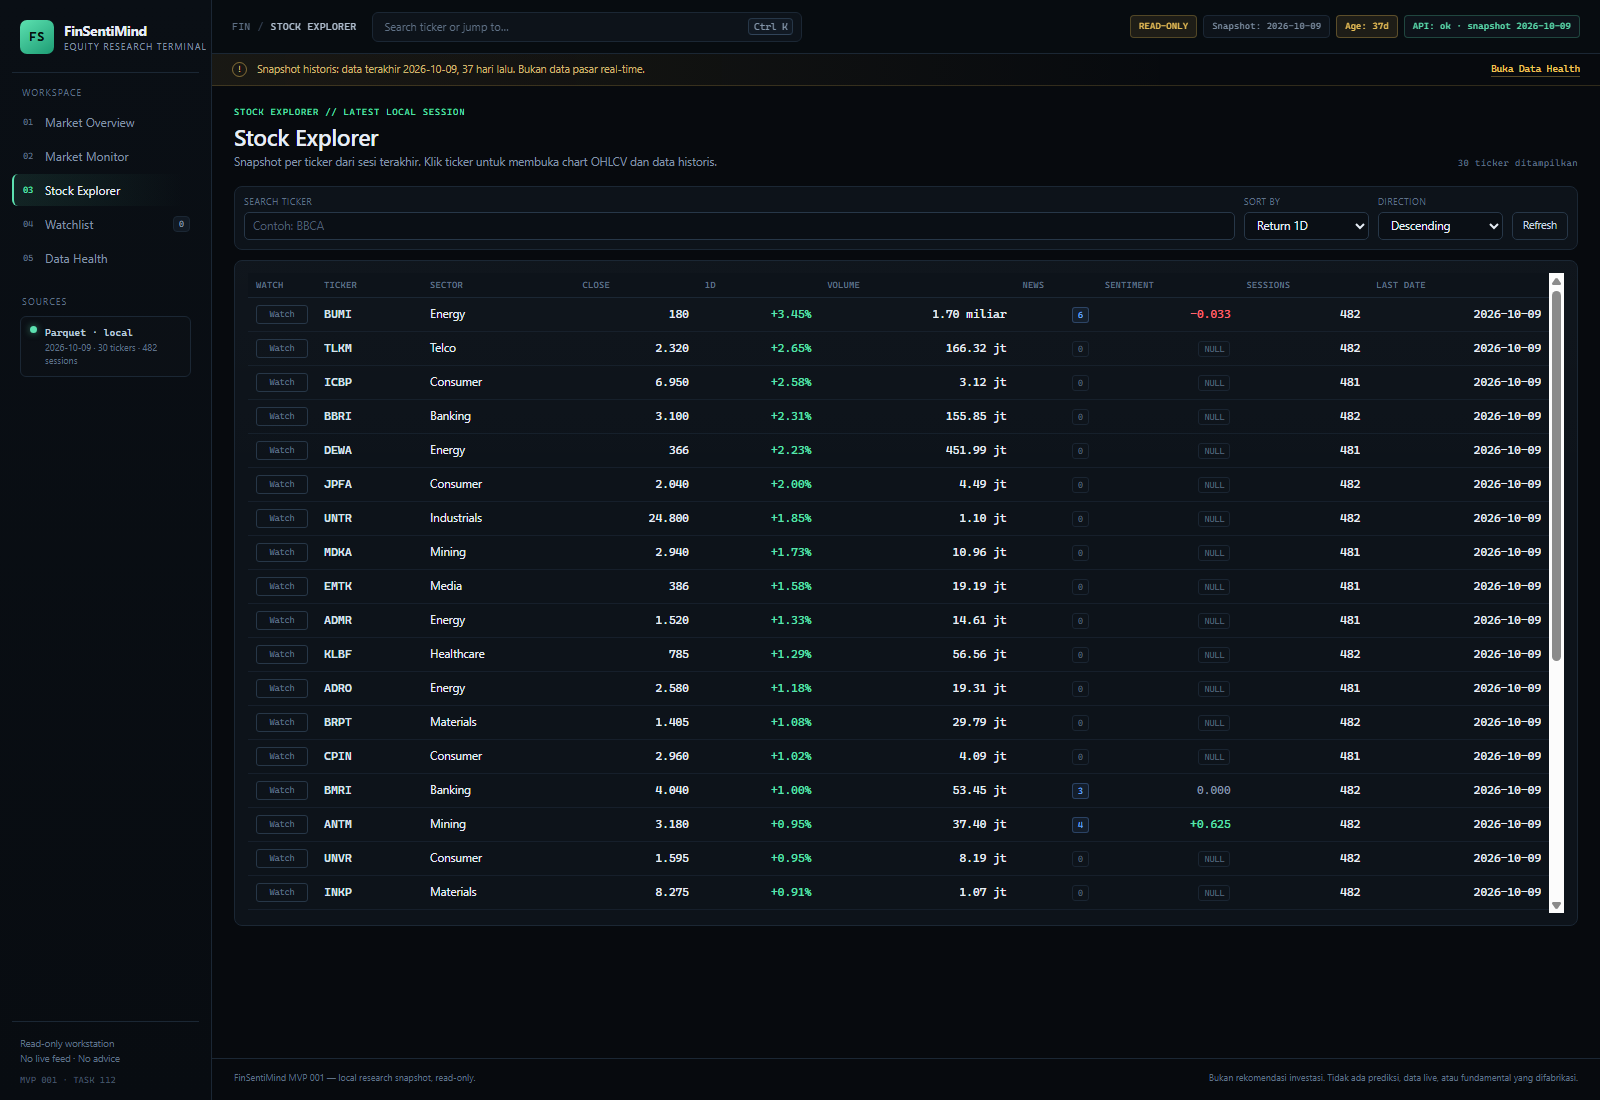 FS
FinSentiMind
EQUITY RESEARCH TERMINAL
FIN / STOCK EXPLORER
Search ticker or jump to... Ctrl K
READ-ONLY
Snapshot: 2026-10-09
Age: 37d
API: ok · snapshot 2026-10-09
! Snapshot historis: data terakhir 2026-10-09, 37 hari lalu. Bukan data pasar real-time.
Buka Data Health
WORKSPACE
01 Market Overview
02 Market Monitor
03 Stock Explorer
04 Watchlist 0
05 Data Health
SOURCES
Parquet · local
2026-10-09 · 30 tickers · 482
sessions
STOCK EXPLORER // LATEST LOCAL SESSION
Stock Explorer
Snapshot per ticker dari sesi terakhir. Klik ticker untuk membuka chart OHLCV dan data historis.
30 ticker ditampilkan
SEARCH TICKER SORT BY DIRECTION
Contoh: BBCA Return 1D Descending Refresh
WATCH TICKER SECTOR CLOSE 1D VOLUME NEWS SENTIMENT SESSIONS LAST DATE
Watch BUMI Energy 180 +3.45% 1.70 miliar 6 −0.033 482 2026-10-09
Watch TLKM Telco 2.320 +2.65% 166.32 jt 0 NULL 482 2026-10-09
Watch ICBP Consumer 6.950 +2.58% 3.12 jt 0 NULL 481 2026-10-09
Watch BBRI Banking 3.100 +2.31% 155.85 jt 0 NULL 482 2026-10-09
Watch DEWA Energy 366 +2.23% 451.99 jt 0 NULL 481 2026-10-09
Watch JPFA Consumer 2.040 +2.00% 4.49 jt 0 NULL 482 2026-10-09
Watch UNTR Industrials 24.800 +1.85% 1.10 jt 0 NULL 482 2026-10-09
Watch MDKA Mining 2.940 +1.73% 10.96 jt 0 NULL 481 2026-10-09
Watch EMTK Media 386 +1.58% 19.19 jt 0 NULL 481 2026-10-09
Watch ADMR Energy 1.520 +1.33% 14.61 jt 0 NULL 481 2026-10-09
Watch KLBF Healthcare 785 +1.29% 56.56 jt 0 NULL 482 2026-10-09
Watch ADRO Energy 2.580 +1.18% 19.31 jt 0 NULL 481 2026-10-09
Watch BRPT Materials 1.405 +1.08% 29.79 jt 0 NULL 482 2026-10-09
Watch CPIN Consumer 2.960 +1.02% 4.09 jt 0 NULL 481 2026-10-09
Watch BMRI Banking 4.040 +1.00% 53.45 jt 3 0.000 482 2026-10-09
Watch ANTM Mining 3.180 +0.95% 37.40 jt 4 +0.625 482 2026-10-09
Watch UNVR Consumer 1.595 +0.95% 8.19 jt 0 NULL 482 2026-10-09
Watch INKP Materials 8.275 +0.91% 1.07 jt 0 NULL 482 2026-10-09
Read-only workstation
No live feed · No advice
MVP 001 · TASK 112
FinSentiMind MVP 001 — local research snapshot, read-only.
Bukan rekomendasi investasi. Tidak ada prediksi, data live, atau fundamental yang difabrikasi.